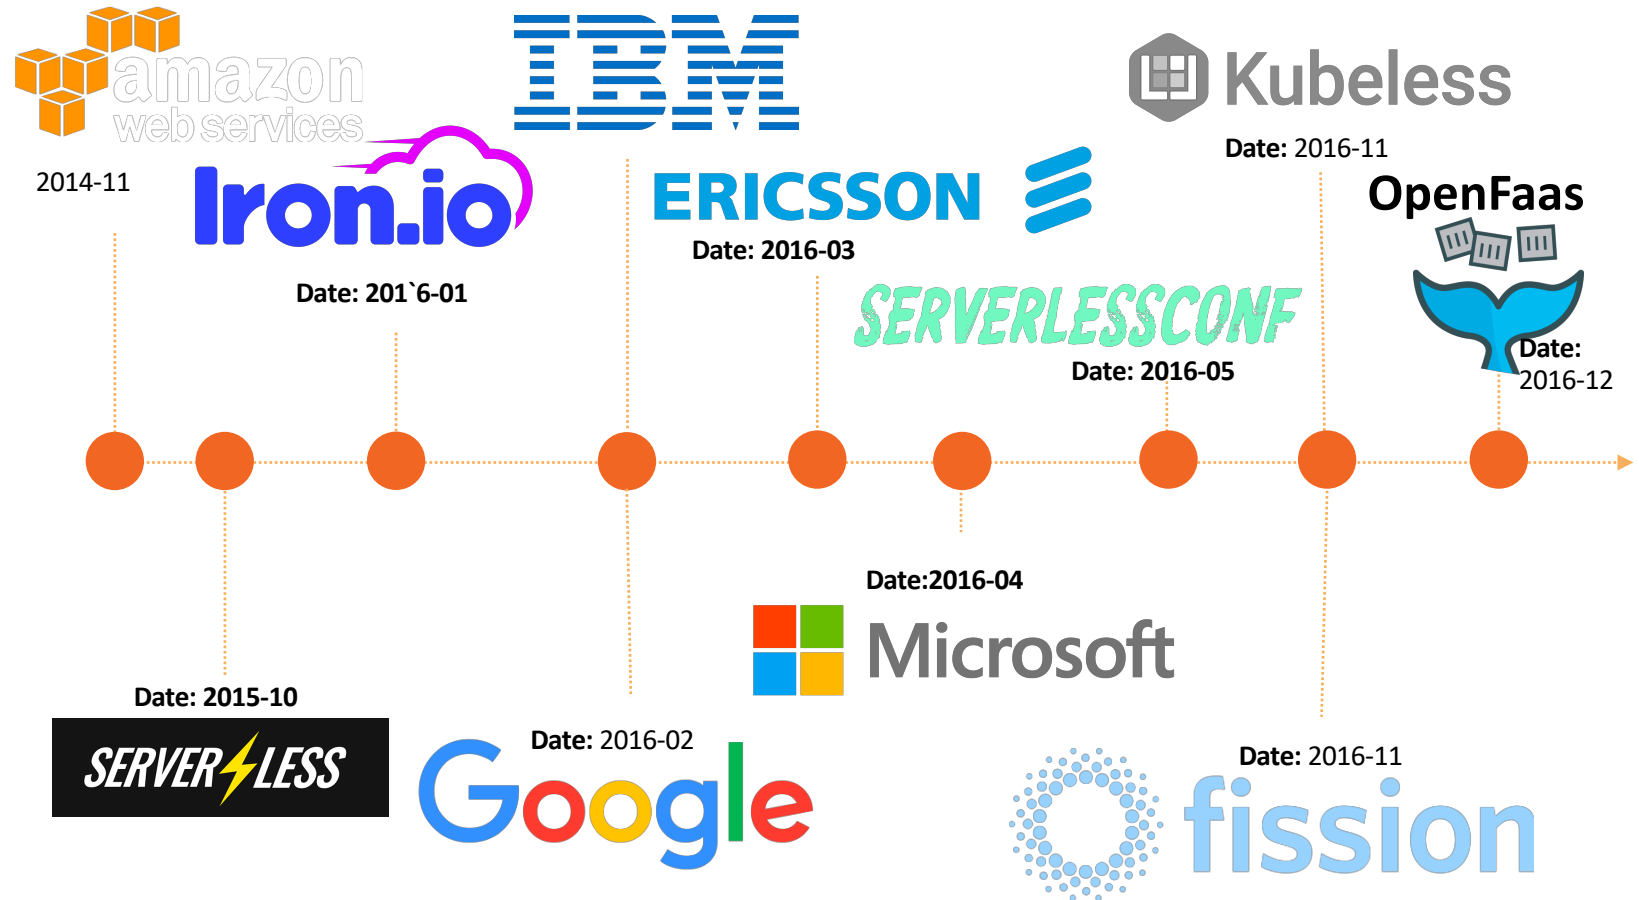 amazon
web services
2014-11
Iron.io
Date: 201`6-01
IBM
ERICSSON
Date: 2016-03
SERVERLESSCONF
Date: 2016-05
Kubeless
Date: 2016-11
OpenFaas
Date:
2016-12
Date: 2015-10
SERVERLESS
Date: 2016-02
Google
Date:2016-04
Microsoft
Date: 2016-11
fission